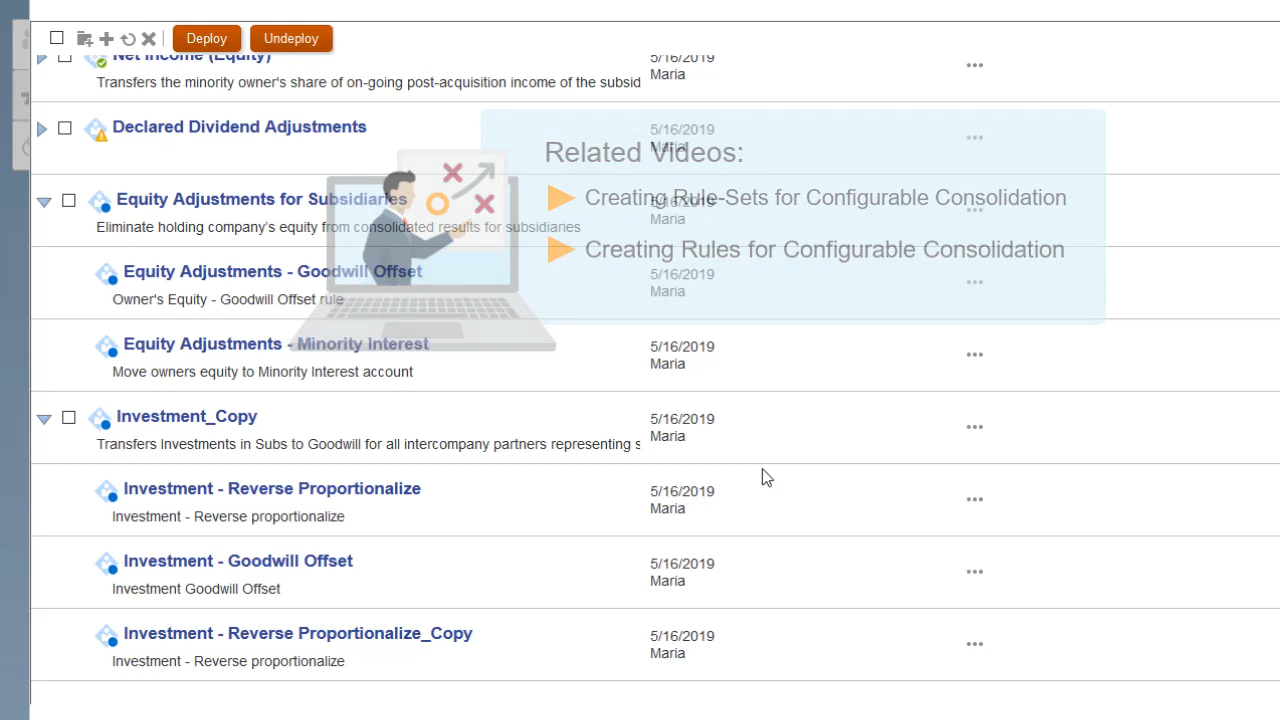 Deploy Undeploy
Net Income (Equity) 5/16/2019
Maria
Transfers the minority owner's share of on-going post-acquisition income of the subsid
Declared Dividend Adjustments 5/16/2019
Maria
Related Videos:
Creating Rule-Sets for Configurable Consolidation
Creating Rules for Configurable Consolidation
Equity Adjustments for Subsidiaries 5/16/2019
Maria
Eliminate holding company's equity from consolidated results for subsidiaries
Equity Adjustments - Goodwill Offset 5/16/2019
Maria
Owner's Equity - Goodwill Offset rule
Equity Adjustments - Minority Interest 5/16/2019
Maria
Move owners equity to Minority Interest account
Investment_Copy 5/16/2019
Maria
Transfers Investments in Subs to Goodwill for all intercompany partners representing s
Investment - Reverse Proportionalize 5/16/2019
Maria
Investment - Reverse proportionalize
Investment - Goodwill Offset 5/16/2019
Maria
Investment Goodwill Offset
Investment - Reverse Proportionalize_Copy 5/16/2019
Maria
Investment - Reverse proportionalize